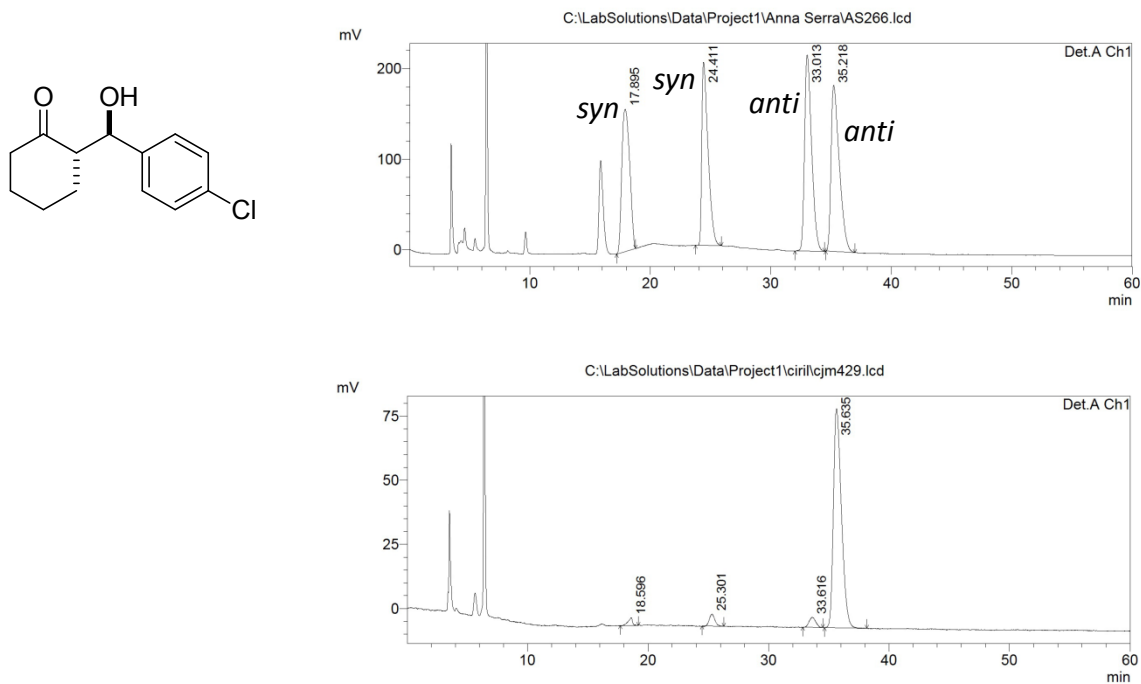 C:\LabSolutions\Data\Project1\Anna Serra\AS266.lcd
mV
Det.A Ch1
200
100
0
syn
17.895
syn
24.411
anti
33.013
35.218
anti
10
20
30
40
50
60
min
O
OH
Cl
C:\LabSolutions\Data\Project1\ciril\cjm429.lcd
mV
Det.A Ch1
75
50
25
0
18.596
25.301
33.616
35.635
10
20
30
40
50
60
min